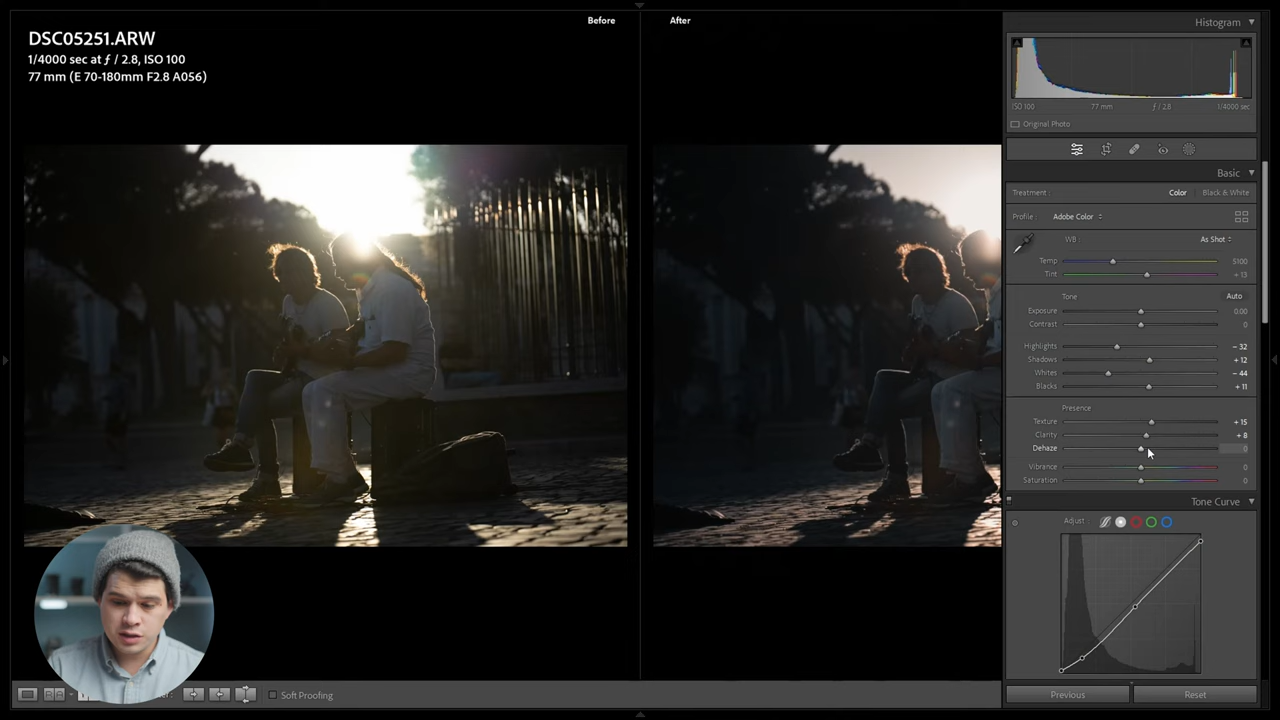 Before
After
DSC05251.ARW
1/4000 sec at ƒ / 2.8, ISO 100
77 mm (E 70-180mm F2.8 A056)
Histogram
ISO 100 77 mm ƒ / 2.8 1/4000 sec
Original Photo
Basic
Treatment : Color Black & White
Profile Adobe Color
WB: As Shot
Temp 5100
Tint + 13
Tone Auto
Exposure 0.00
Contrast 0
Highlights − 32
Shadows + 12
Whites − 44
Blacks + 11
Presence
Texture + 15
Clarity + 8
Dehaze 0
Vibrance 0
Saturation 0
Tone Curve
Adjust :
Soft Proofing
Previous Reset